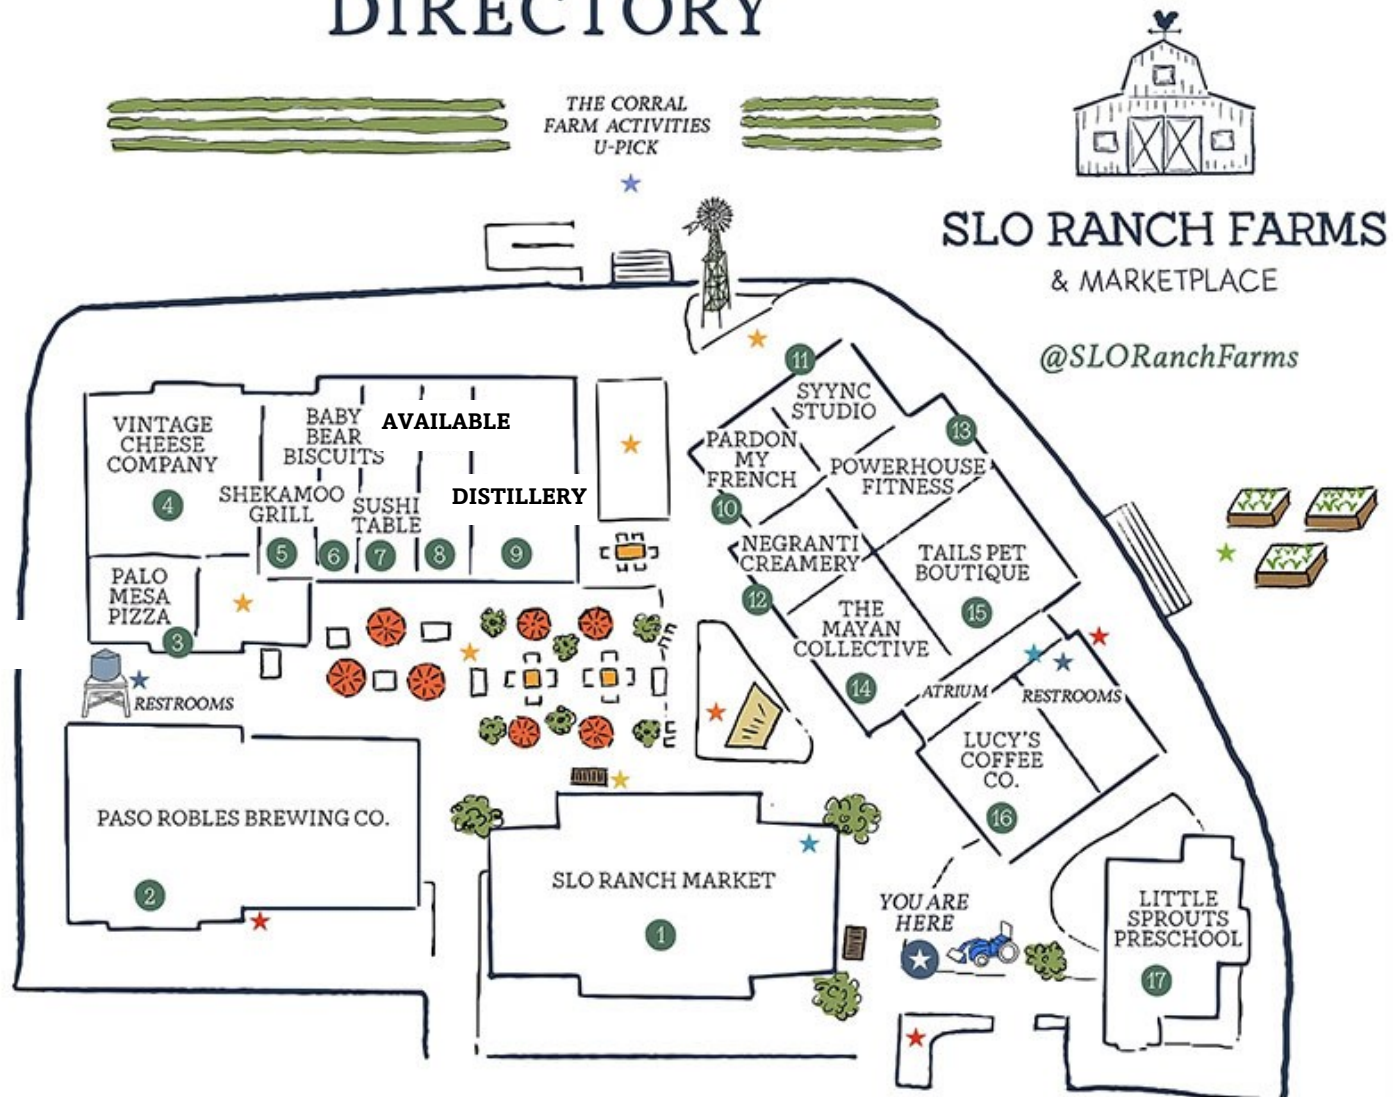 DIRECTORY
THE CORRAL
FARM ACTIVITIES
U-PICK
SLO RANCH FARMS
& MARKETPLACE
@SLORanchFarms
VINTAGE
CHEESE
COMPANY
4
BABY
BEAR
BISCUITS
AVAILABLE
SHEKAMOO
GRILL
SUSHI
TABLE
DISTILLERY
5
6
7
8
9
PALO
MESA
PIZZA
3
11
SYYNC
STUDIO
PARDON
MY
FRENCH
10
13
POWERHOUSE
FITNESS
NEGRANTI
CREAMERY
12
TAILS PET
BOUTIQUE
15
THE
MAYAN
COLLECTIVE
14
ATRIUM
RESTROOMS
RESTROOMS
LUCY'S
COFFEE
CO.
16
PASO ROBLES BREWING CO.
2
SLO RANCH MARKET
1
YOU ARE
HERE
LITTLE
SPROUTS
PRESCHOOL
17